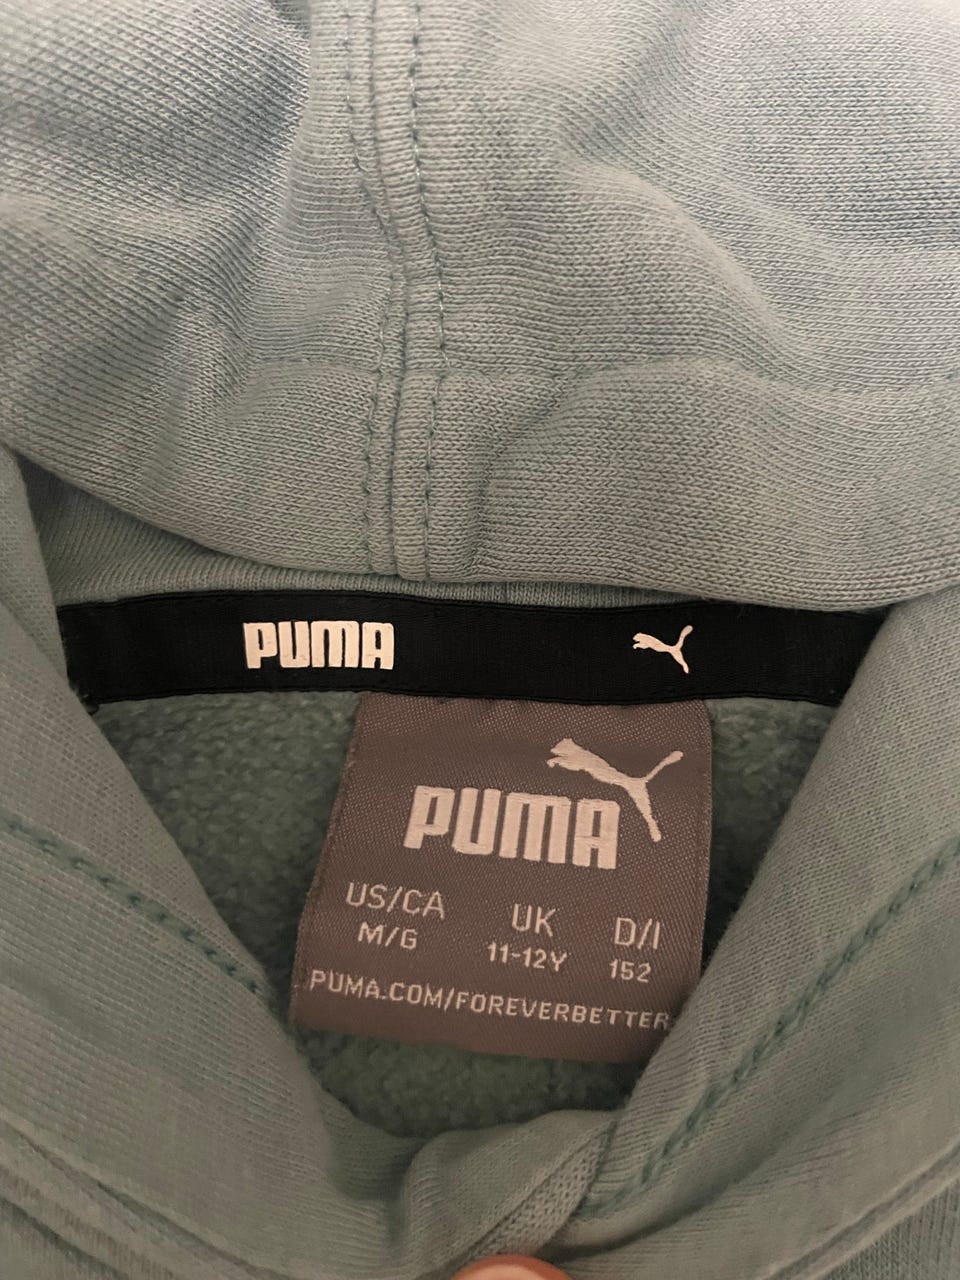 PUMA
PUMA
US/CA UK D/I
M/G 11-12Y 152
PUMA.COM/FOREVERBETTER